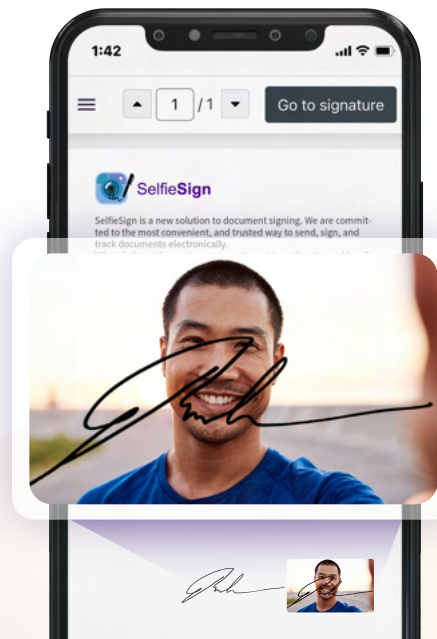 1:42
1 / 1 Go to signature
SelfieSign
SelfieSign is a new solution to document signing. We are commit-
ted to the most convenient, and trusted way to send, sign, and
track documents electronically.